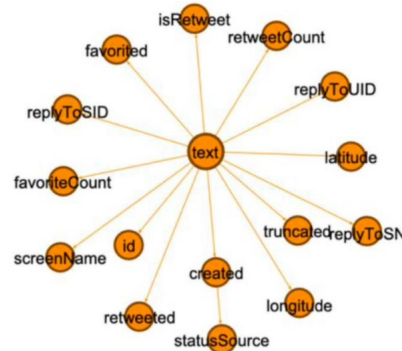 isRetweet
retweetCount
favorited
replyToUID
replyToSID
text
latitude
favoriteCount
truncated
replyToSN
id
screenName
created
longitude
retweeted
statusSource